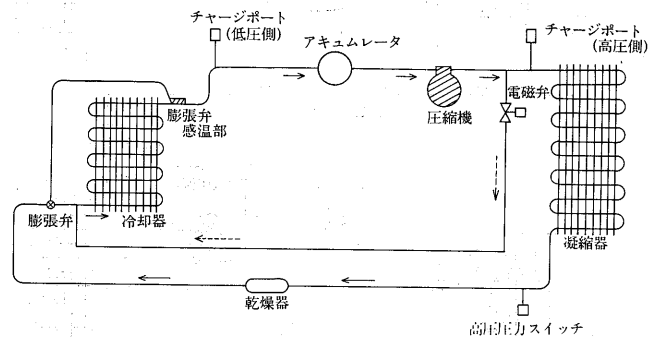 チャージポート
(低圧側)
アキュムレータ
チャージポート
(高圧側)
膨張弁
感温部
圧縮機
電磁弁
膨張弁
冷却器
凝縮器
乾燥器
高圧圧力スイッチ